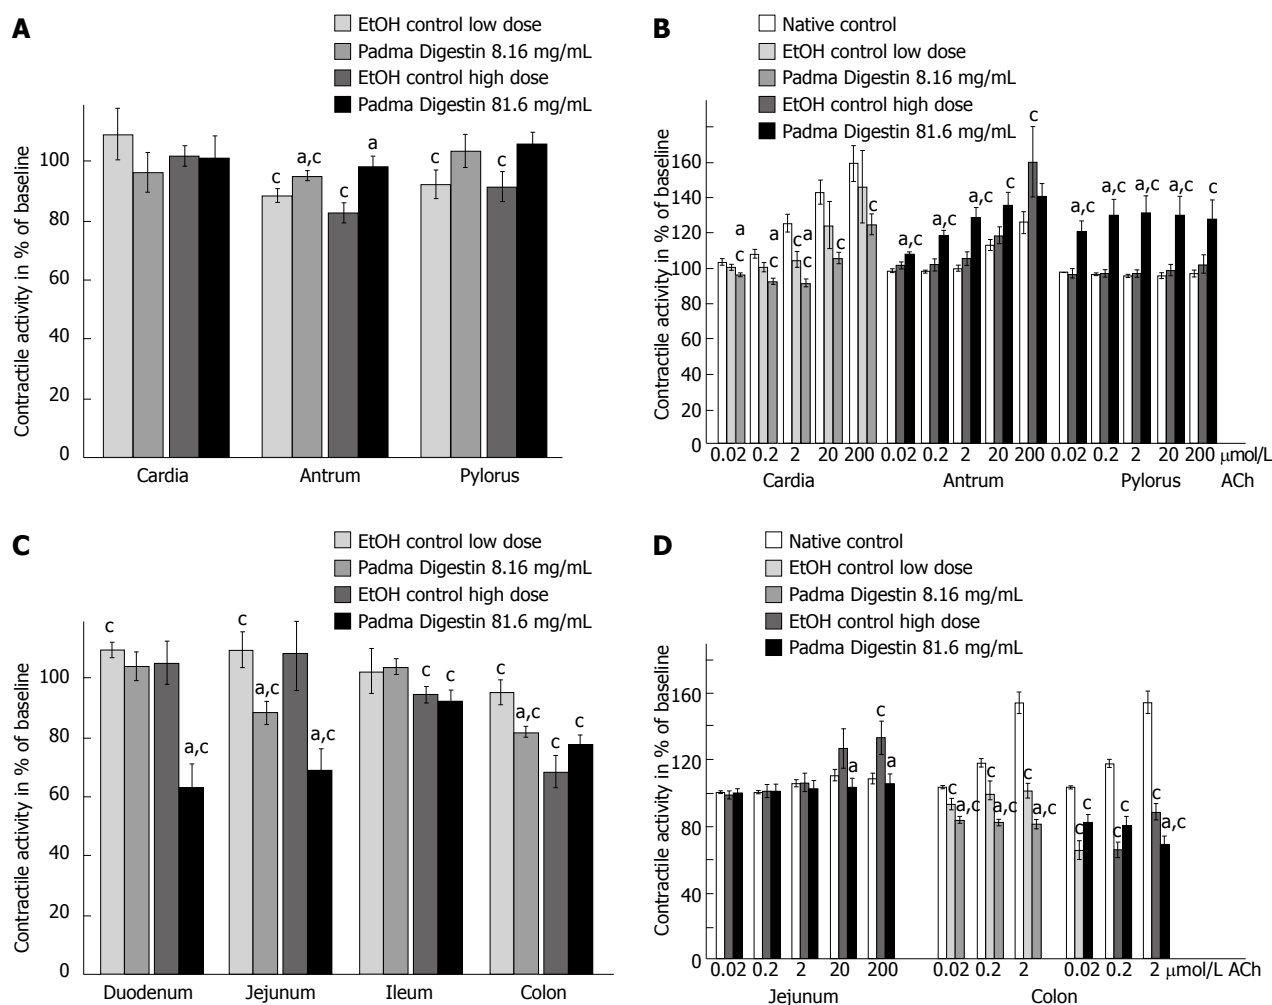 A
EtOH control low dose
Padma Digestin 8.16 mg/mL
EtOH control high dose
Padma Digestin 81.6 mg/mL
Contractile activity in % of baseline
100
80
60
40
20
0
c
a,c
c
a
c
c
Cardia
Antrum
Pylorus
B
Native control
EtOH control low dose
Padma Digestin 8.16 mg/mL
EtOH control high dose
Padma Digestin 81.6 mg/mL
Contractile activity in % of baseline
160
140
120
100
80
60
40
20
0
a
c
a
c
a
c
a
c
c
c
a,c
a,c
a,c
c
c
a,c
a,c
a,c
a,c
c
0.02 0.2 2 20 200 0.02 0.2 2 20 200 0.02 0.2 2 20 200 μmol/L
Cardia
Antrum
Pylorus
ACh
C
EtOH control low dose
Padma Digestin 8.16 mg/mL
EtOH control high dose
Padma Digestin 81.6 mg/mL
Contractile activity in % of baseline
100
80
60
40
20
0
c
a,c
c
a,c
a,c
c
c
c
a,c
c
c
Duodenum
Jejunum
Ileum
Colon
D
Native control
EtOH control low dose
Padma Digestin 8.16 mg/mL
EtOH control high dose
Padma Digestin 81.6 mg/mL
Contractile activity in % of baseline
160
120
100
80
40
0
a
c
a
c
a,c
c
a,c
c
a,c
c
c
c
c
c
a,c
0.02 0.2 2 20 200 0.02 0.2 2 0.02 0.2 2 μmol/L ACh
Jejunum
Colon